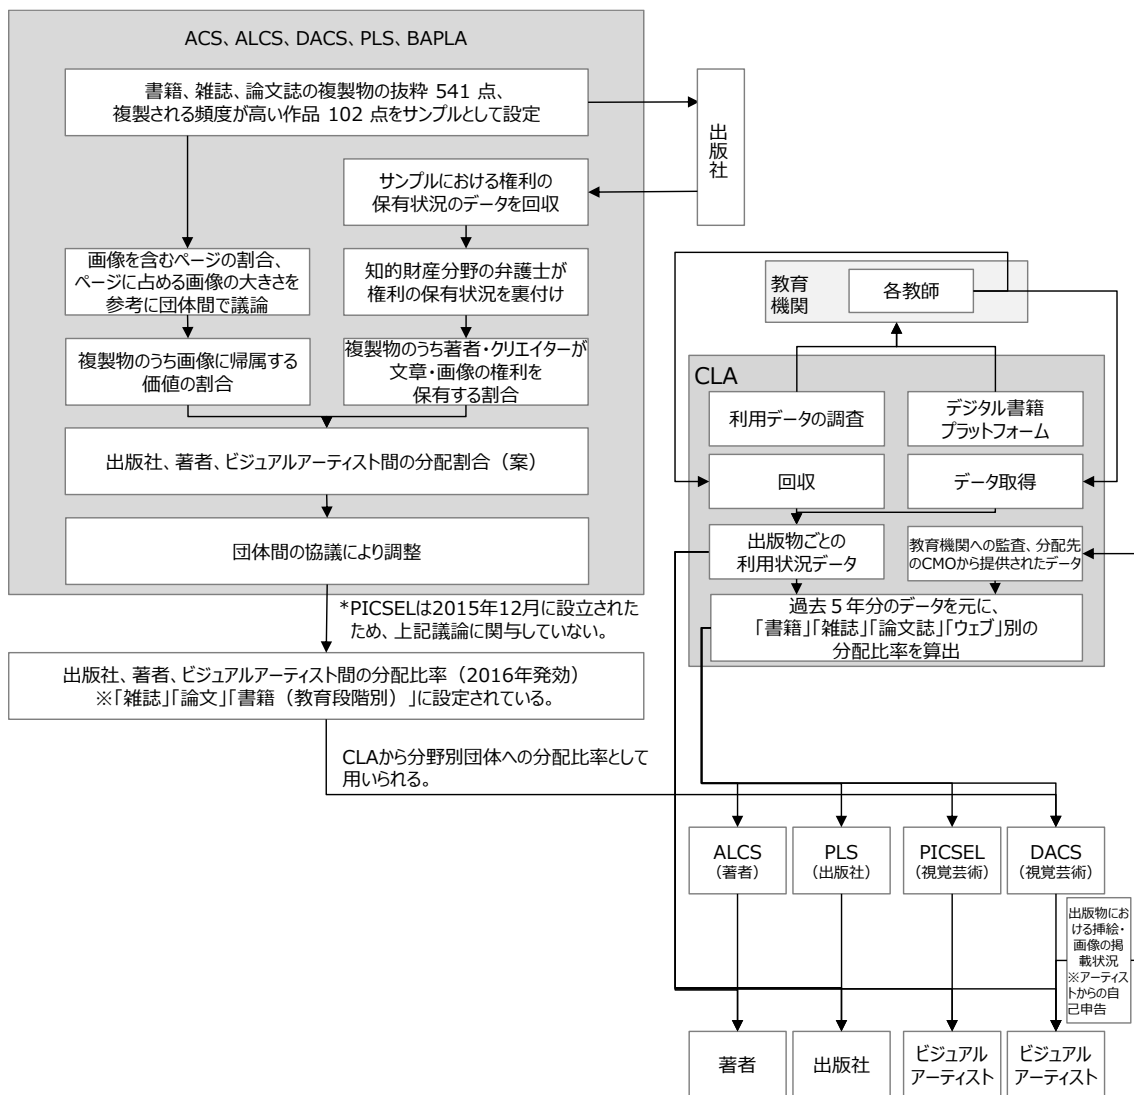 ACS、ALCS、DACS、PLS、BAPLA
書籍、雑誌、論文誌の複製物の抜粋 541 点、
複製される頻度が高い作品 102 点をサンプルとして設定
出版社
サンプルにおける権利の
保有状況のデータを回収
画像を含むページの割合、
ページに占める画像の大きさを
参考に団体間で議論
知的財産分野の弁護士が
権利の保有状況を裏付け
複製物のうち画像に帰属する
価値の割合
複製物のうち著者・クリエイターが
文章・画像の権利を
保有する割合
出版社、著者、ビジュアルアーティスト間の分配割合（案）
団体間の協議により調整
*PICSELは2015年12月に設立された
ため、上記議論に関与していない。
出版社、著者、ビジュアルアーティスト間の分配比率（2016年発効）
※「雑誌」「論文」「書籍（教育段階別）」に設定されている。
CLAから分野別団体への分配比率として
用いられる。
教育
機関
各教師
CLA
利用データの調査
デジタル書籍
プラットフォーム
回収
データ取得
出版物ごとの
利用状況データ
教育機関への監査、分配先
のCMOから提供されたデータ
過去 5 年分のデータを元に、
「書籍」「雑誌」「論文誌」「ウェブ」別の
分配比率を算出
ALCS
（著者）
PLS
（出版社）
PICSEL
（視覚芸術）
DACS
（視覚芸術）
出版物にお
ける挿絵・
画像の掲
載状況
※アーティス
トからの自
己申告
著者
出版社
ビジュアル
アーティスト
ビジュアル
アーティスト